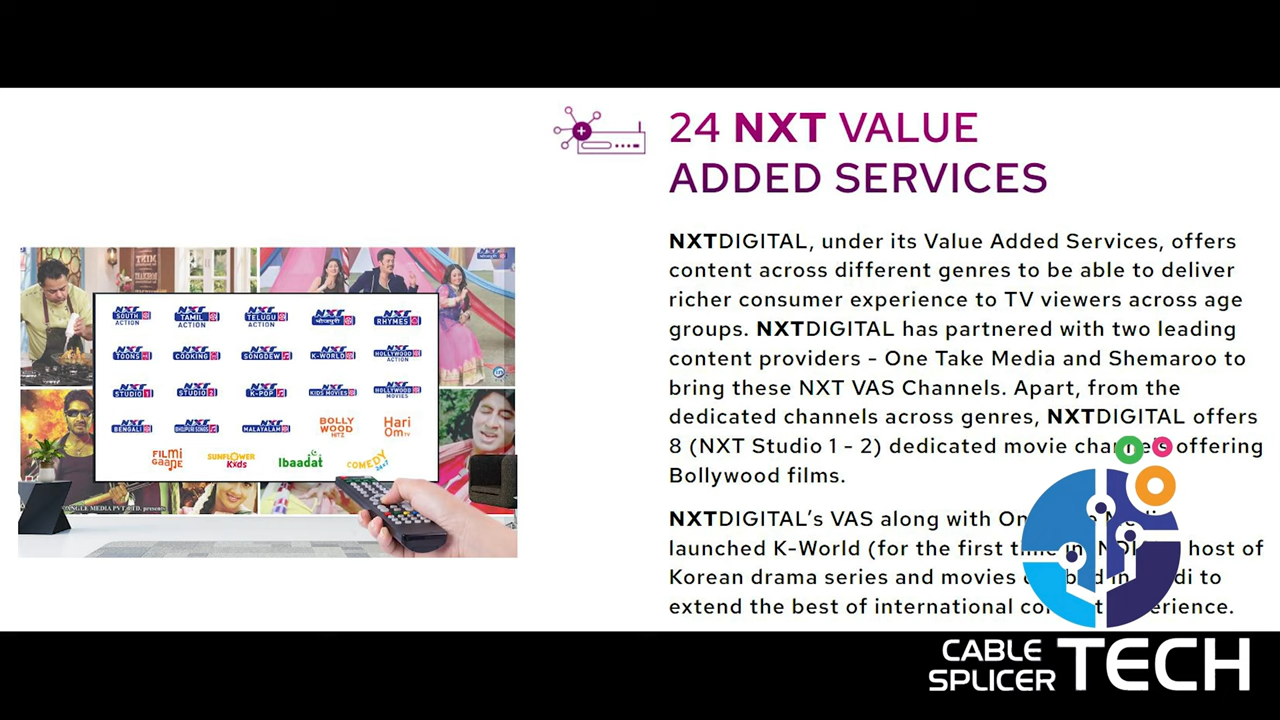 24 NXT VALUE
ADDED SERVICES
NXTDIGITAL, under its Value Added Services, offers
content across different genres to be able to deliver
richer consumer experience to TV viewers across age
groups. NXTDIGITAL has partnered with two leading
content providers - One Take Media and Shemaroo to
bring these NXT VAS Channels. Apart, from the
dedicated channels across genres, NXTDIGITAL offers
8 (NXT Studio 1 - 2) dedicated movie channels offering
Bollywood films.
NXTDIGITAL's VAS along with
launched K-World (for the first host of
Korean drama series and movies to
extend the best of international
NXT SOUTH ACTION
NXT TAMIL ACTION
NXT TELUGU ACTION
NXT भोजपुरी
NXT RHYMES
NXT TOONS
NXT COOKING
NXT SONGDEW
NXT K-WORLD
NXT HOLLYWOOD ACTION
NXT STUDIO 1
NXT STUDIO 2
NXT K-POP
NXT KIDS MOVIES
NXT HOLLYWOOD MOVIES
NXT BENGALI
NXT BHOJPURI SONGS
NXT MALAYALAM
BOLLY WOOD HITZ
Hari Om TV
FILMI GAANE
SUNFLOWER Kids
Ibaadat
COMEDY 24x7
CABLE
SPLICER
TECH